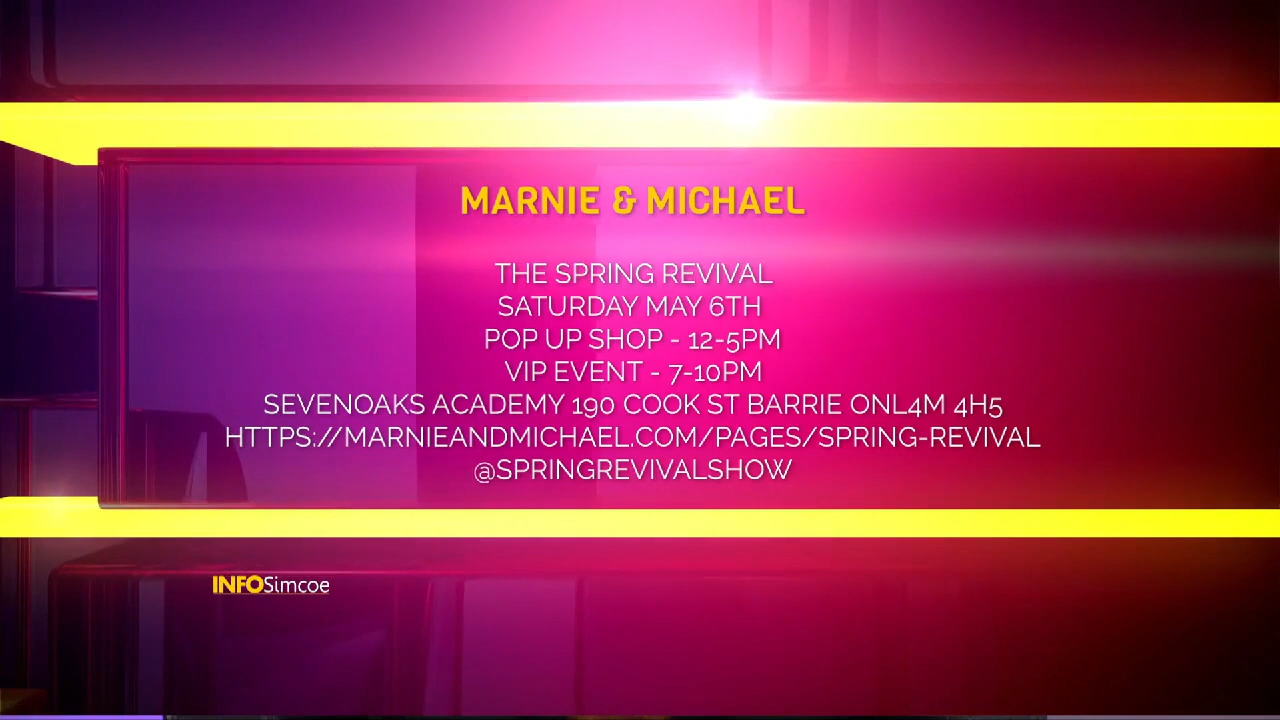 MARNIE & MICHAEL
THE SPRING REVIVAL
SATURDAY MAY 6TH
POP UP SHOP - 12-5PM
VIP EVENT - 7-10PM
SEVENOAKS ACADEMY 190 COOK ST BARRIE ONL4M 4H5
HTTPS://MARNIEANDMICHAEL.COM/PAGES/SPRING-REVIVAL
@SPRINGREVIVALSHOW
INFOSimcoe